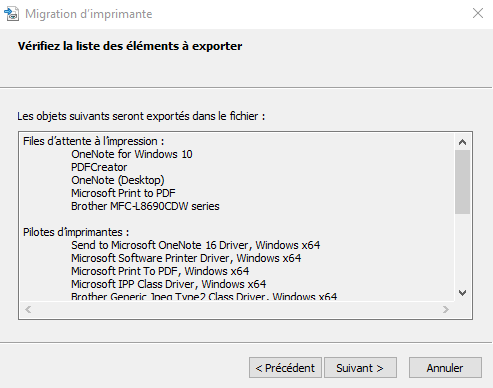 Migration d'imprimante
Vérifiez la liste des éléments à exporter
Les objets suivants seront exportés dans le fichier :
Files d'attente à l'impression :
OneNote for Windows 10
PDFCreator
OneNote (Desktop)
Microsoft Print to PDF
Brother MFC-L8690CDW series
Pilotes d'imprimantes :
Send to Microsoft OneNote 16 Driver, Windows x64
Microsoft Software Printer Driver, Windows x64
Microsoft Print To PDF, Windows x64
Microsoft IPP Class Driver, Windows x64
Brother Generic Jpeg Type2 Class Driver, Windows x64
< Précédent
Suivant >
Annuler